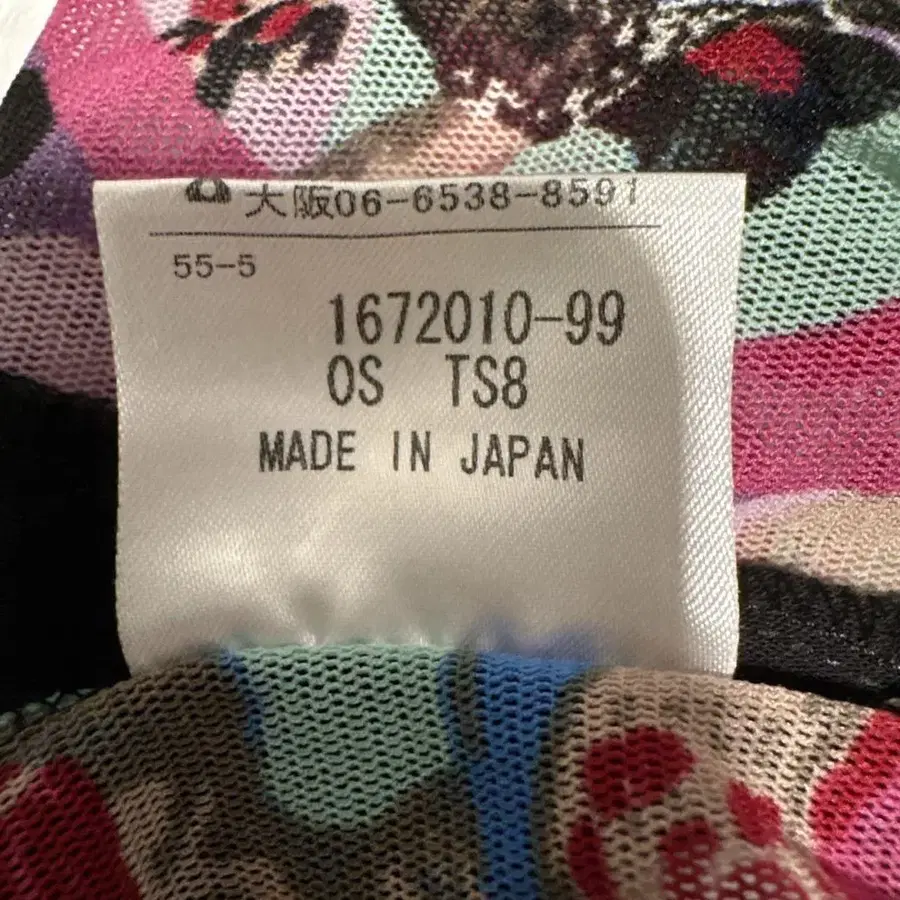 ☎ 大阪06-6538-8591
55-5
1672010-99
OS TS8
MADE IN JAPAN